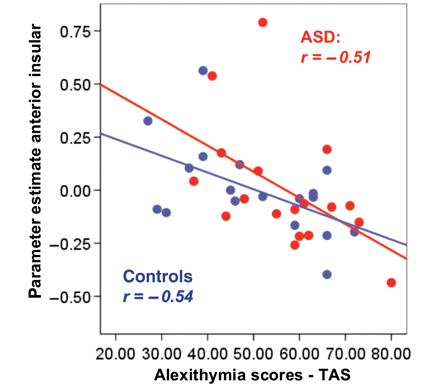 0.75
0.50
0.25
0.00
−0.25
−0.50
Parameter estimate anterior insular
ASD:
r = – 0.51
Controls
r = – 0.54
20.00 30.00 40.00 50.00 60.00 70.00 80.00
Alexithymia scores - TAS